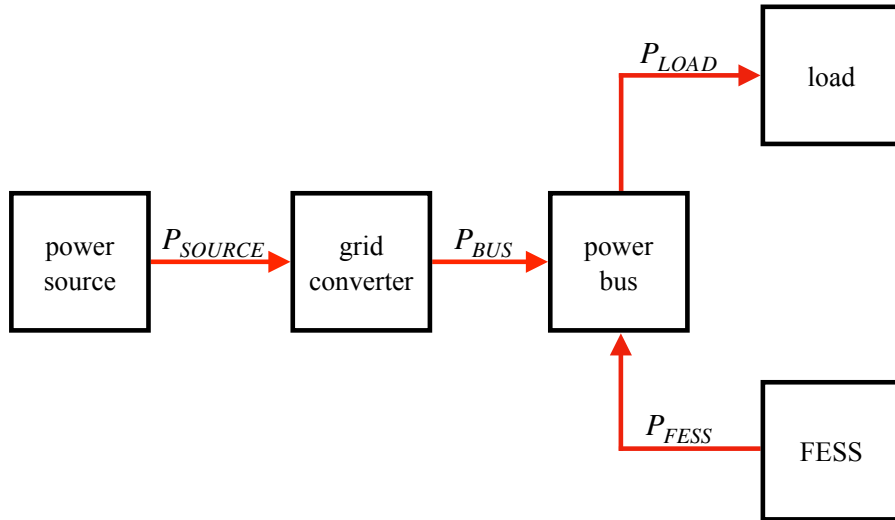 P_LOAD
load
power
source
P_SOURCE
grid
converter
P_BUS
power
bus
P_FESS
FESS